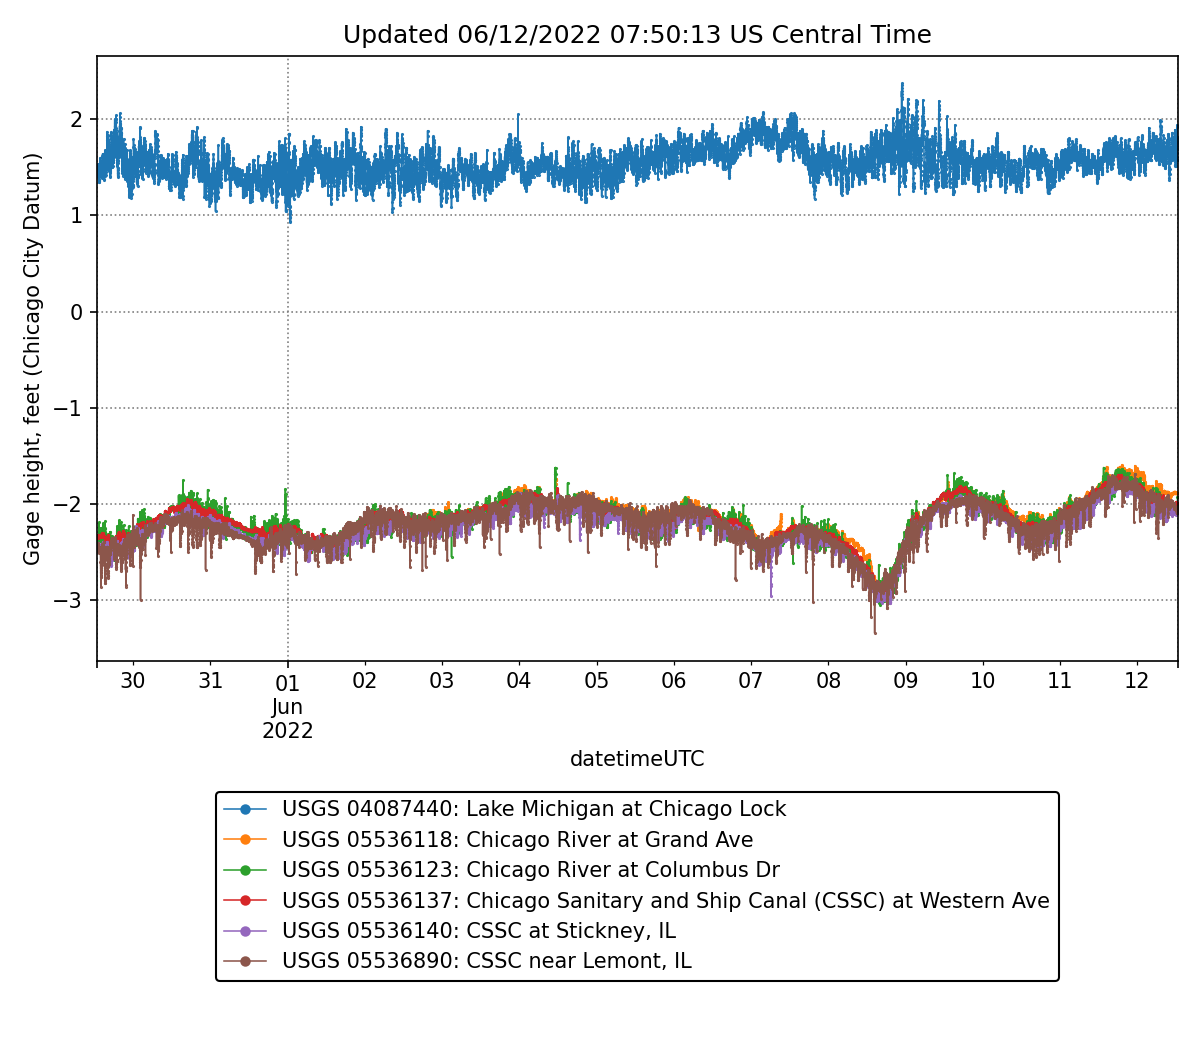 Updated 06/12/2022 07:50:13 US Central Time
Gage height, feet (Chicago City Datum)
2
1
0
−1
−2
−3
30 31 01 02 03 04 05 06 07 08 09 10 11 12
Jun
2022
datetimeUTC
USGS 04087440: Lake Michigan at Chicago Lock
USGS 05536118: Chicago River at Grand Ave
USGS 05536123: Chicago River at Columbus Dr
USGS 05536137: Chicago Sanitary and Ship Canal (CSSC) at Western Ave
USGS 05536140: CSSC at Stickney, IL
USGS 05536890: CSSC near Lemont, IL